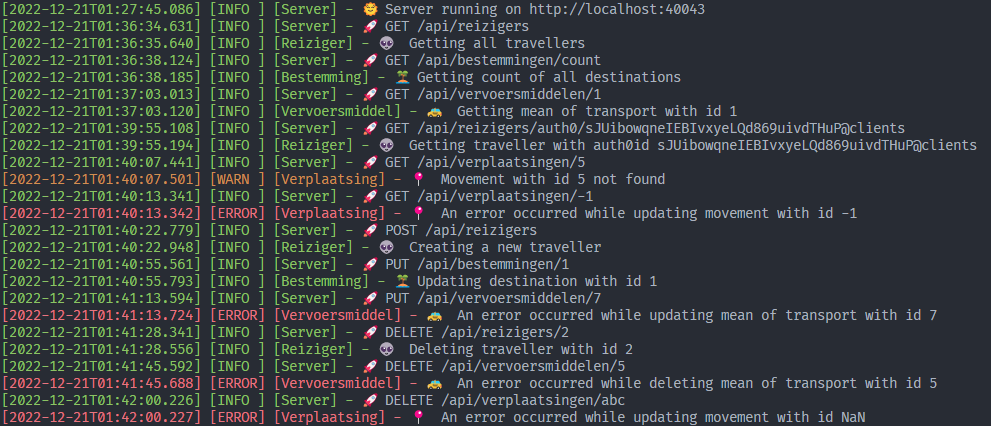 [2022-12-21T01:27:45.086] [INFO ] [Server] - 🌞 Server running on http://localhost:40043
[2022-12-21T01:36:34.631] [INFO ] [Server] - 🚀 GET /api/reizigers
[2022-12-21T01:36:35.640] [INFO ] [Reiziger] - 👽 Getting all travellers
[2022-12-21T01:36:38.124] [INFO ] [Server] - 🚀 GET /api/bestemmingen/count
[2022-12-21T01:36:38.185] [INFO ] [Bestemming] - 🏝 Getting count of all destinations
[2022-12-21T01:37:03.013] [INFO ] [Server] - 🚀 GET /api/vervoersmiddelen/1
[2022-12-21T01:37:03.120] [INFO ] [Vervoersmiddel] - 🚕 Getting mean of transport with id 1
[2022-12-21T01:39:55.108] [INFO ] [Server] - 🚀 GET /api/reizigers/auth0/sJUibowqneIEBIvxyeLQd869uivdTHuP@clients
[2022-12-21T01:39:55.194] [INFO ] [Reiziger] - 👽 Getting traveller with auth0id sJUibowqneIEBIvxyeLQd869uivdTHuP@clients
[2022-12-21T01:40:07.441] [INFO ] [Server] - 🚀 GET /api/verplaatsingen/5
[2022-12-21T01:40:07.501] [WARN ] [Verplaatsing] - 📍 Movement with id 5 not found
[2022-12-21T01:40:13.341] [INFO ] [Server] - 🚀 GET /api/verplaatsingen/-1
[2022-12-21T01:40:13.342] [ERROR] [Verplaatsing] - 📍 An error occurred while updating movement with id -1
[2022-12-21T01:40:22.779] [INFO ] [Server] - 🚀 POST /api/reizigers
[2022-12-21T01:40:22.948] [INFO ] [Reiziger] - 👽 Creating a new traveller
[2022-12-21T01:40:55.561] [INFO ] [Server] - 🚀 PUT /api/bestemmingen/1
[2022-12-21T01:40:55.793] [INFO ] [Bestemming] - 🏝 Updating destination with id 1
[2022-12-21T01:41:13.594] [INFO ] [Server] - 🚀 PUT /api/vervoersmiddelen/7
[2022-12-21T01:41:13.724] [ERROR] [Vervoersmiddel] - 🚕 An error occurred while updating mean of transport with id 7
[2022-12-21T01:41:28.341] [INFO ] [Server] - 🚀 DELETE /api/reizigers/2
[2022-12-21T01:41:28.556] [INFO ] [Reiziger] - 👽 Deleting traveller with id 2
[2022-12-21T01:41:45.592] [INFO ] [Server] - 🚀 DELETE /api/vervoersmiddelen/5
[2022-12-21T01:41:45.688] [ERROR] [Vervoersmiddel] - 🚕 An error occurred while deleting mean of transport with id 5
[2022-12-21T01:42:00.226] [INFO ] [Server] - 🚀 DELETE /api/verplaatsingen/abc
[2022-12-21T01:42:00.227] [ERROR] [Verplaatsing] - 📍 An error occurred while updating movement with id NaN